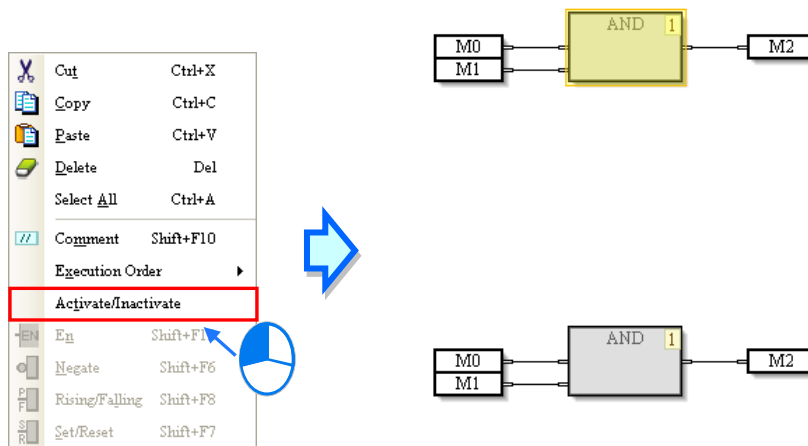 Cut Ctrl+X
Copy Ctrl+C
Paste Ctrl+V
Delete Del
Select All Ctrl+A
Comment Shift+F10
Execution Order
Activate/Inactivate
EN En Shift+F1
Negate Shift+F6
P F Rising/Falling Shift+F8
S R Set/Reset Shift+F7
AND 1
M0 M2
M1
AND 1
M0 M2
M1